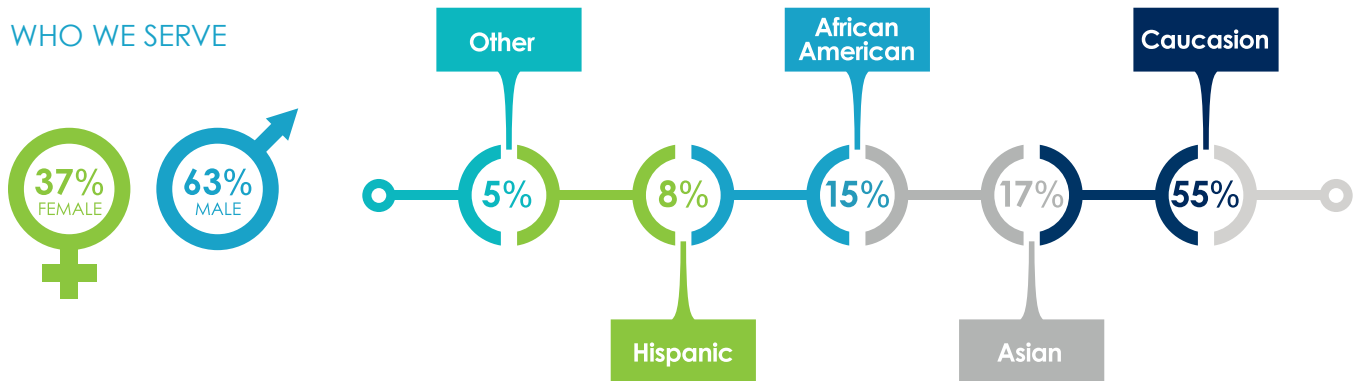 WHO WE SERVE
37%
FEMALE
63%
MALE
Other
5%
8%
Hispanic
African
American
15%
17%
Asian
Caucasion
55%